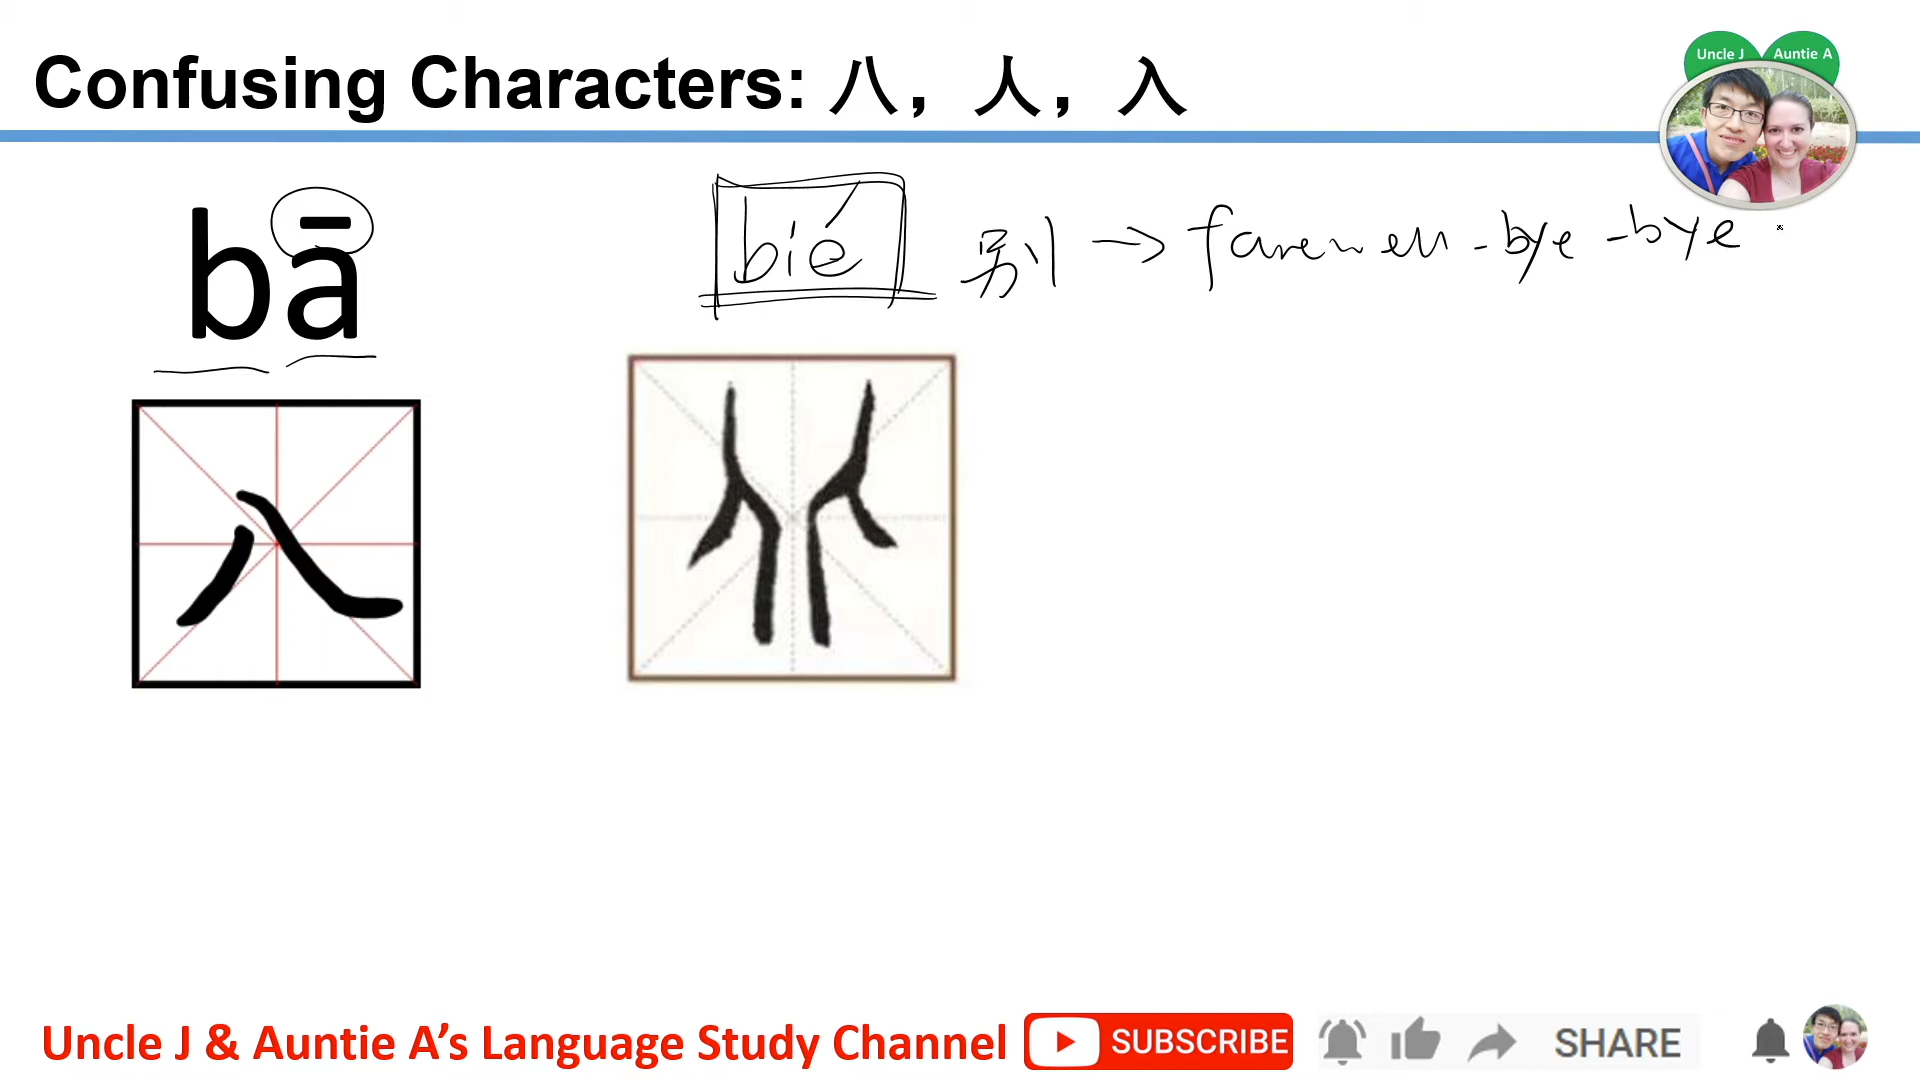 Confusing Characters: 八，人，入
Uncle J Auntie A
bā
bié 别 → farewell - bye - bye
八
Uncle J & Auntie A's Language Study Channel SUBSCRIBE SHARE